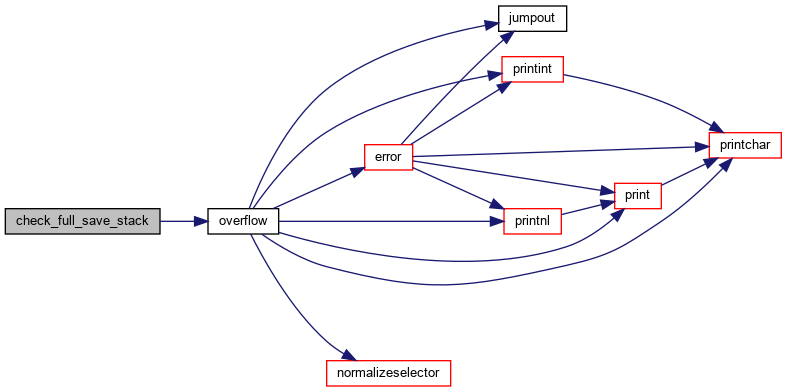 jumpout
printint
printchar
error
print
check_full_save_stack
overflow
printnl
normalizeselector